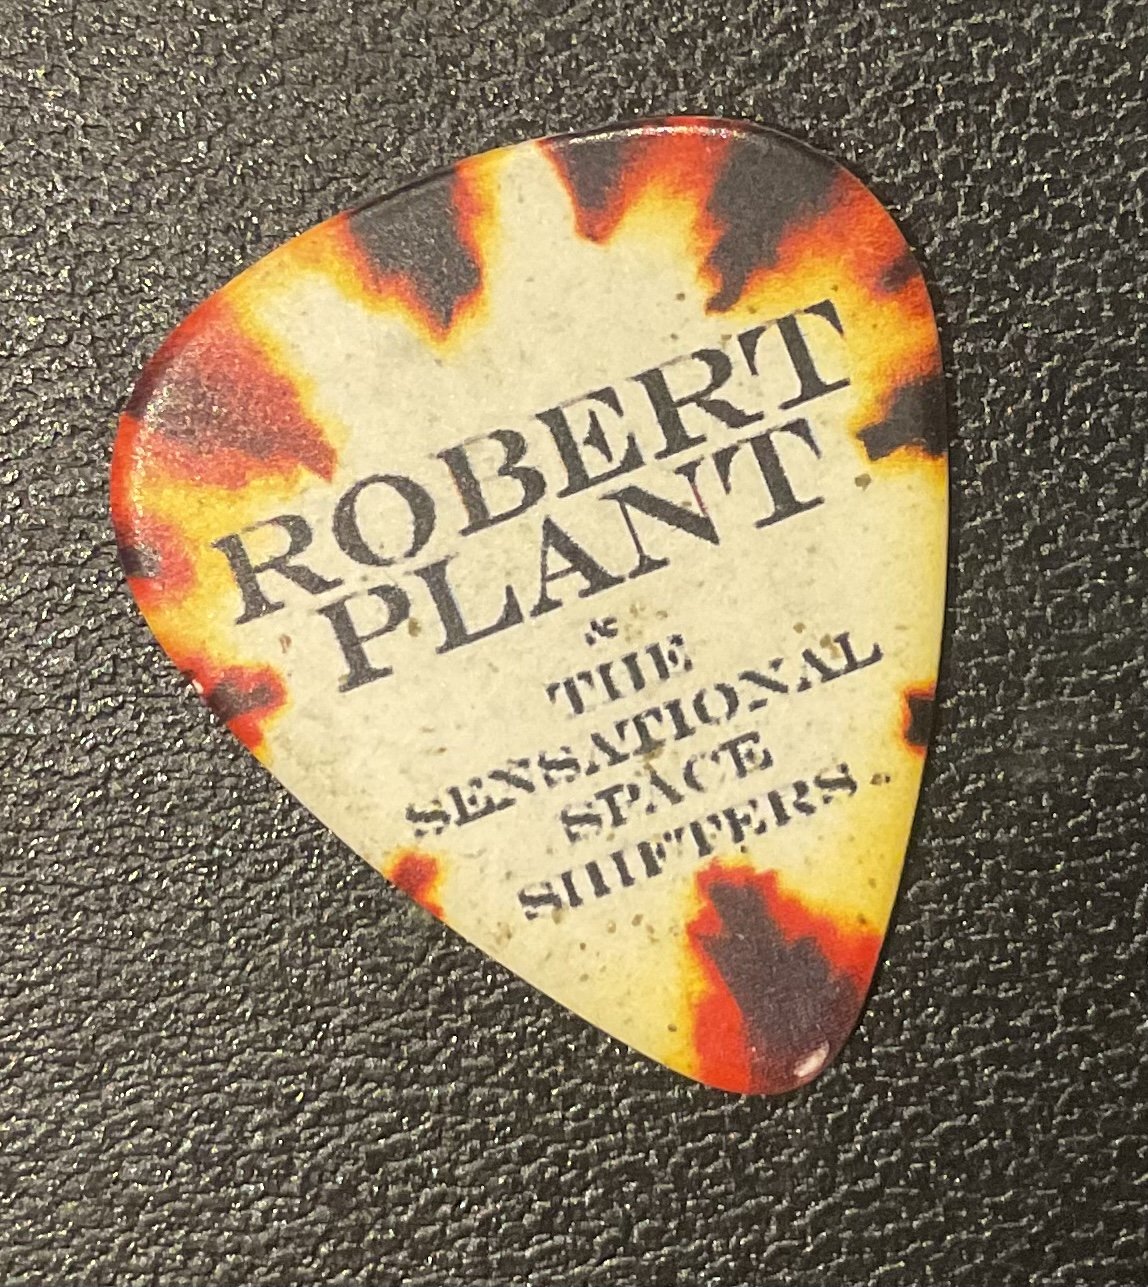 ROBERT
PLANT
&
THE
SENSATIONAL
SPACE
SHIFTERS